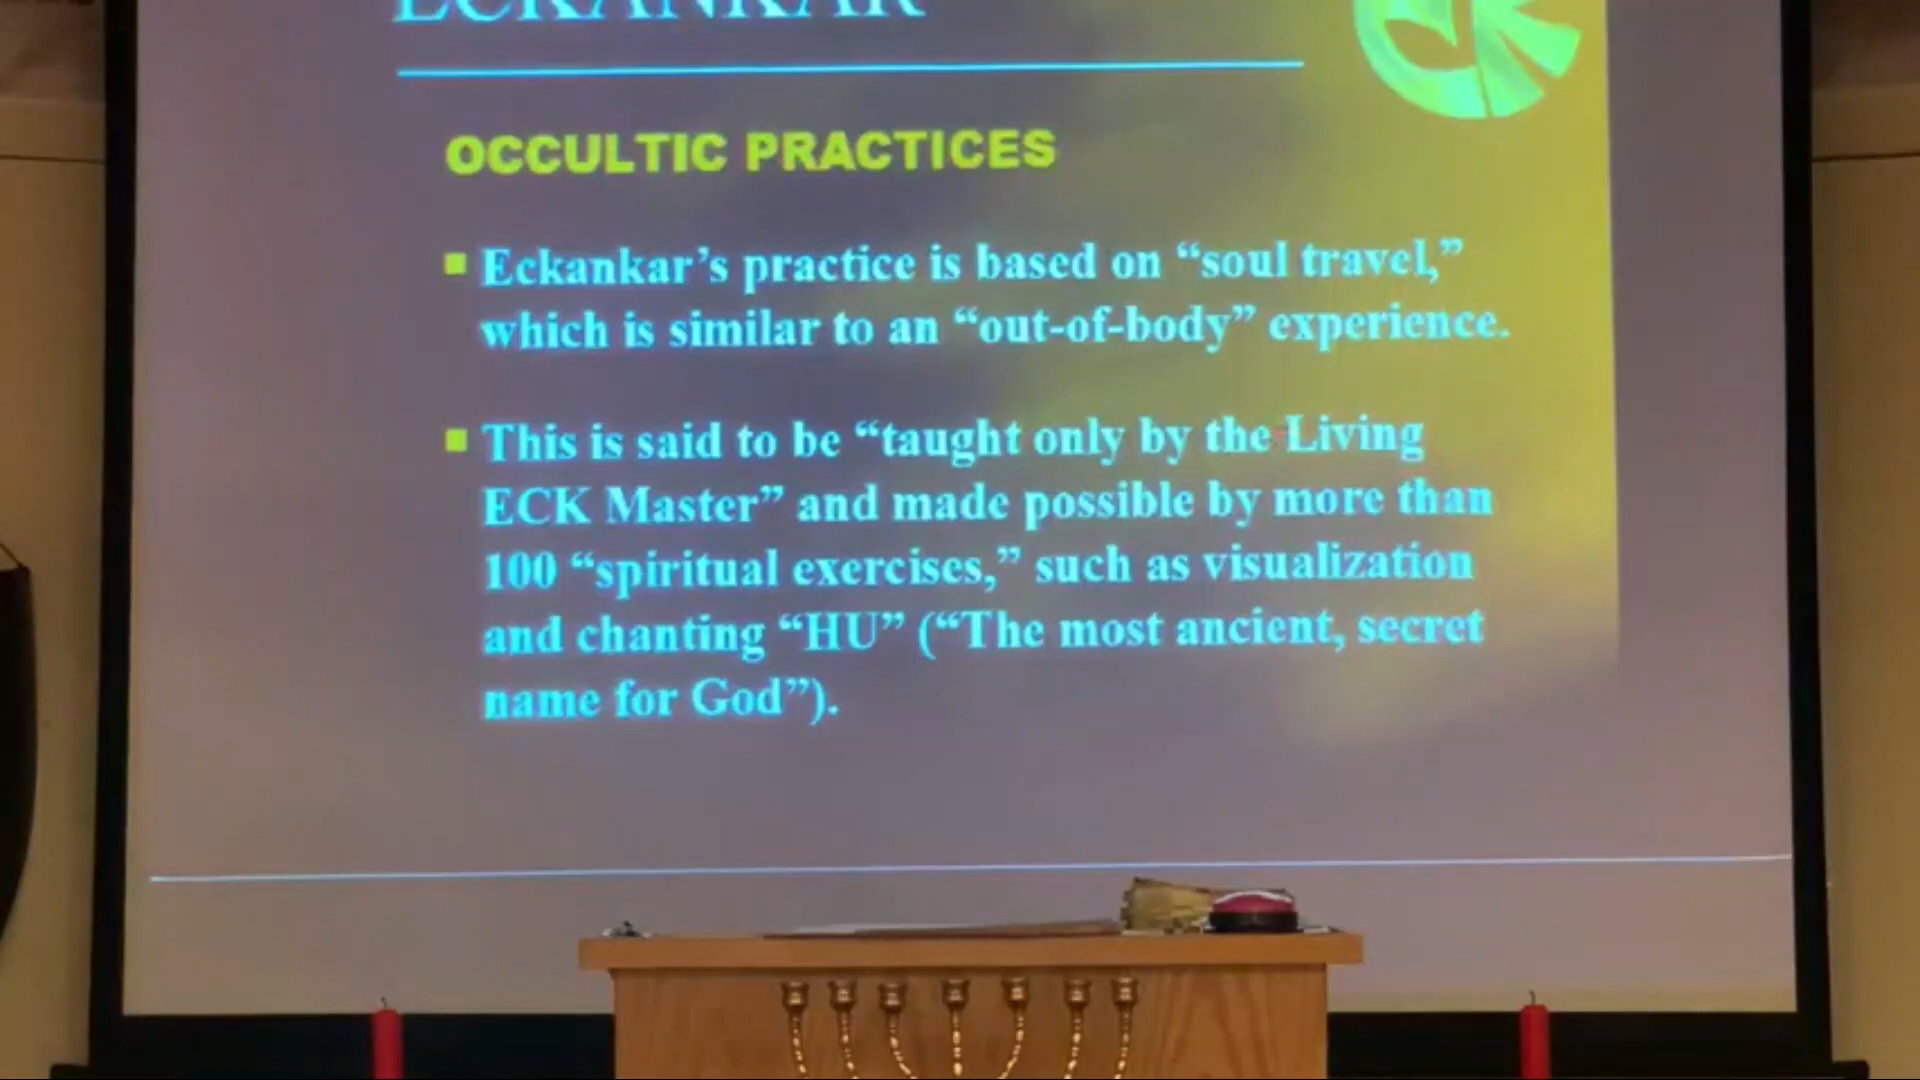 ECKANKAR
OCCULTIC PRACTICES
Eckankar's practice is based on “soul travel,”
which is similar to an “out-of-body” experience.
This is said to be “taught only by the Living
ECK Master” and made possible by more than
100 “spiritual exercises,” such as visualization
and chanting “HU” (“The most ancient, secret
name for God”).